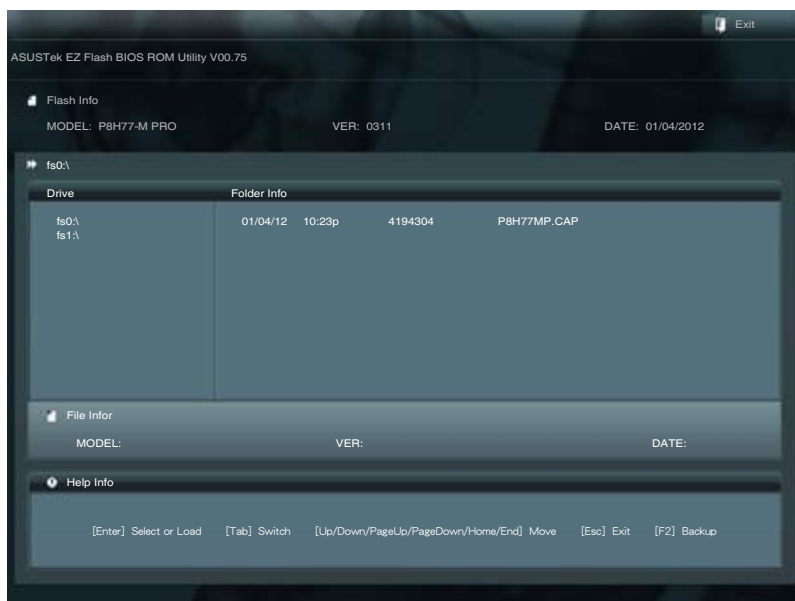 Exit
ASUSTek EZ Flash BIOS ROM Utility V00.75
Flash Info
MODEL: P8H77-M PRO VER: 0311 DATE: 01/04/2012
fs0:\
Drive Folder Info
fs0:\ 01/04/12 10:23p 4194304 P8H77MP.CAP
fs1:\
File Infor
MODEL: VER: DATE:
Help Info
[Enter] Select or Load [Tab] Switch [Up/Down/PageUp/PageDown/Home/End] Move [Esc] Exit [F2] Backup